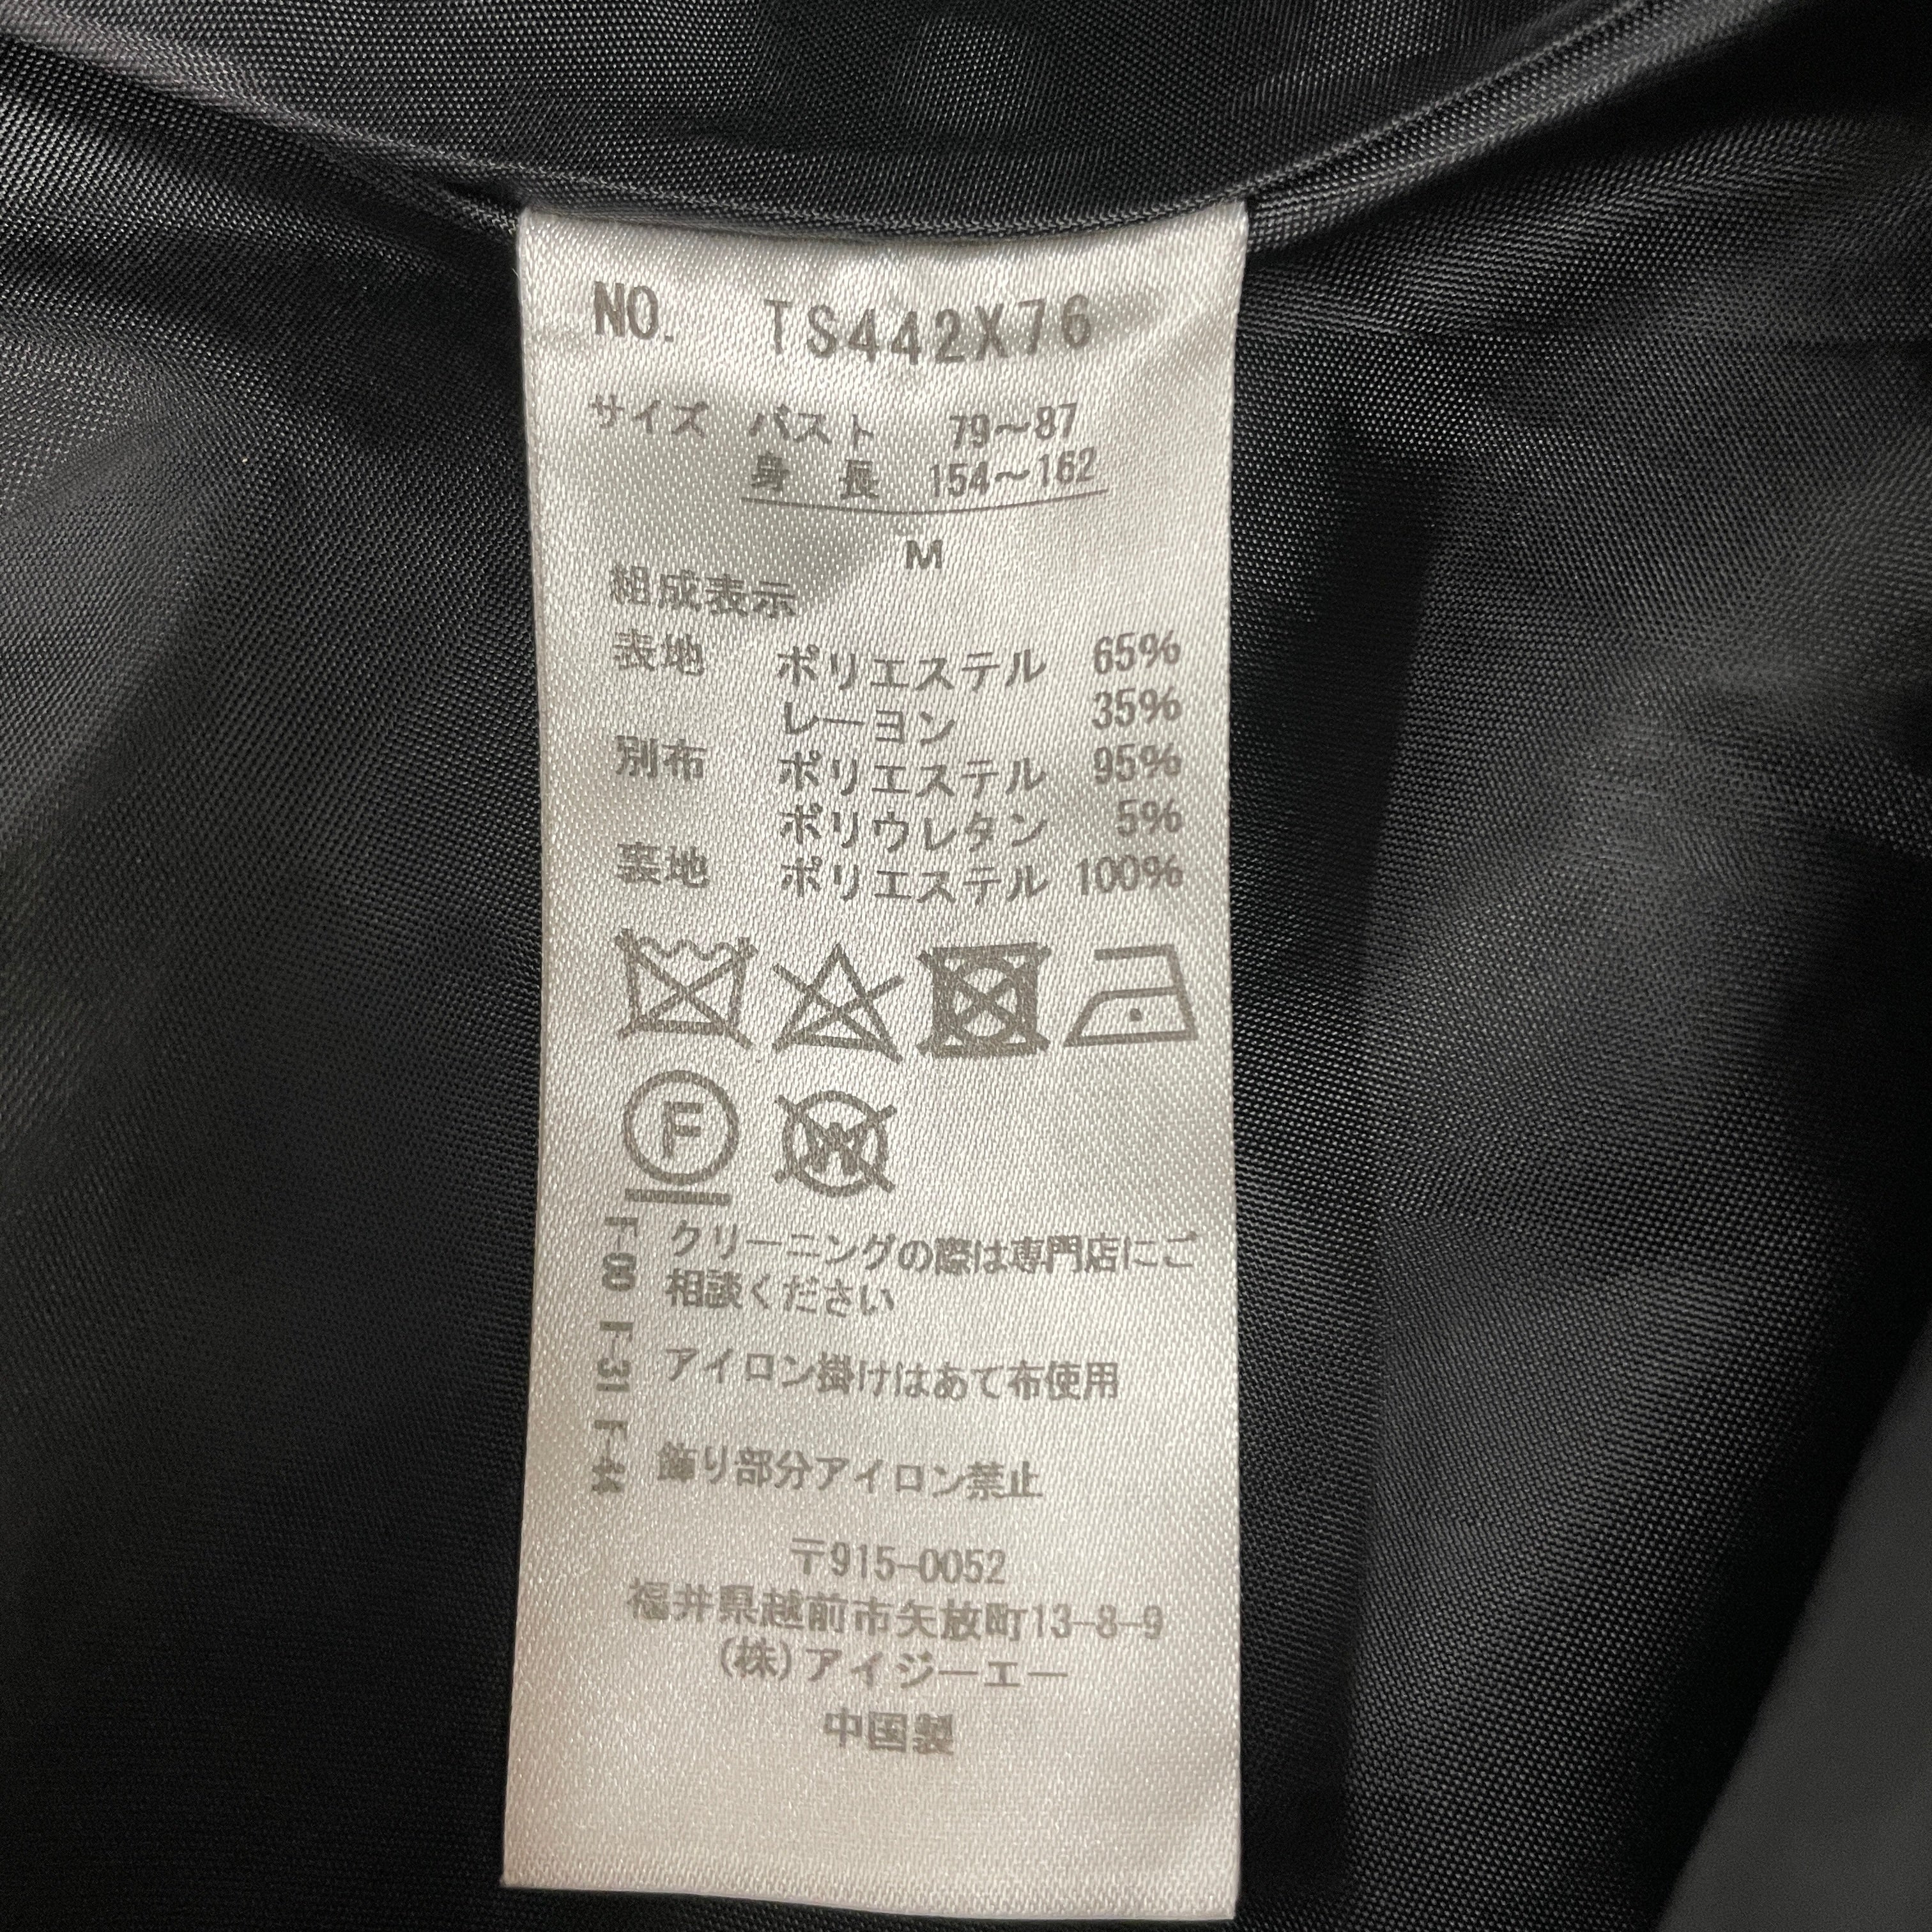 NO. TS442X76
サイズ バスト 79〜87
身 長 154〜162
M
組成表示
表地 ポリエステル 65%
レーヨン 35%
別布 ポリエステル 95%
ポリウレタン 5%
裏地 ポリエステル 100%
F
W
クリーニングの際は専門店にご
相談ください
アイロン掛けはあて布使用
飾り部分アイロン禁止
〒915-0052
福井県越前市矢放町13-8-9
(株)アイジーエー
中国製